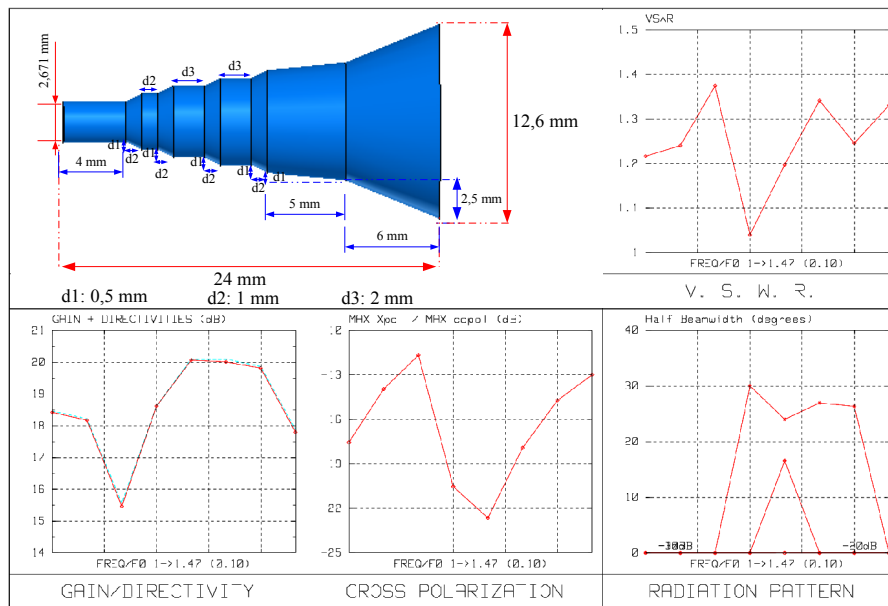 2,671 mm
d2
d3
d3
d1
d2
d1
d2
d1
d2
d1
d2
d1
4 mm
12,6 mm
2,5 mm
5 mm
6 mm
24 mm
d1: 0,5 mm
d2: 1 mm
d3: 2 mm
VSWR
1.5
1.4
1.3
1.2
1.1
1
FREQ/F0 1->1.47 (0.10)
V. S. W. R.
GAIN + DIRECTIVITIES (dB)
21
20
19
18
17
16
15
14
FREQ/F0 1->1.47 (0.10)
GAIN/DIRECTIVITY
MAX Xpol / MAX copol (dB)
-10
-13
-16
-19
-22
-25
FREQ/F0 1->1.47 (0.10)
CROSS POLARIZATION
Half Beamwidth (degrees)
40
30
20
10
0
-20dB
FREQ/F0 1->1.47 (0.10)
RADIATION PATTERN